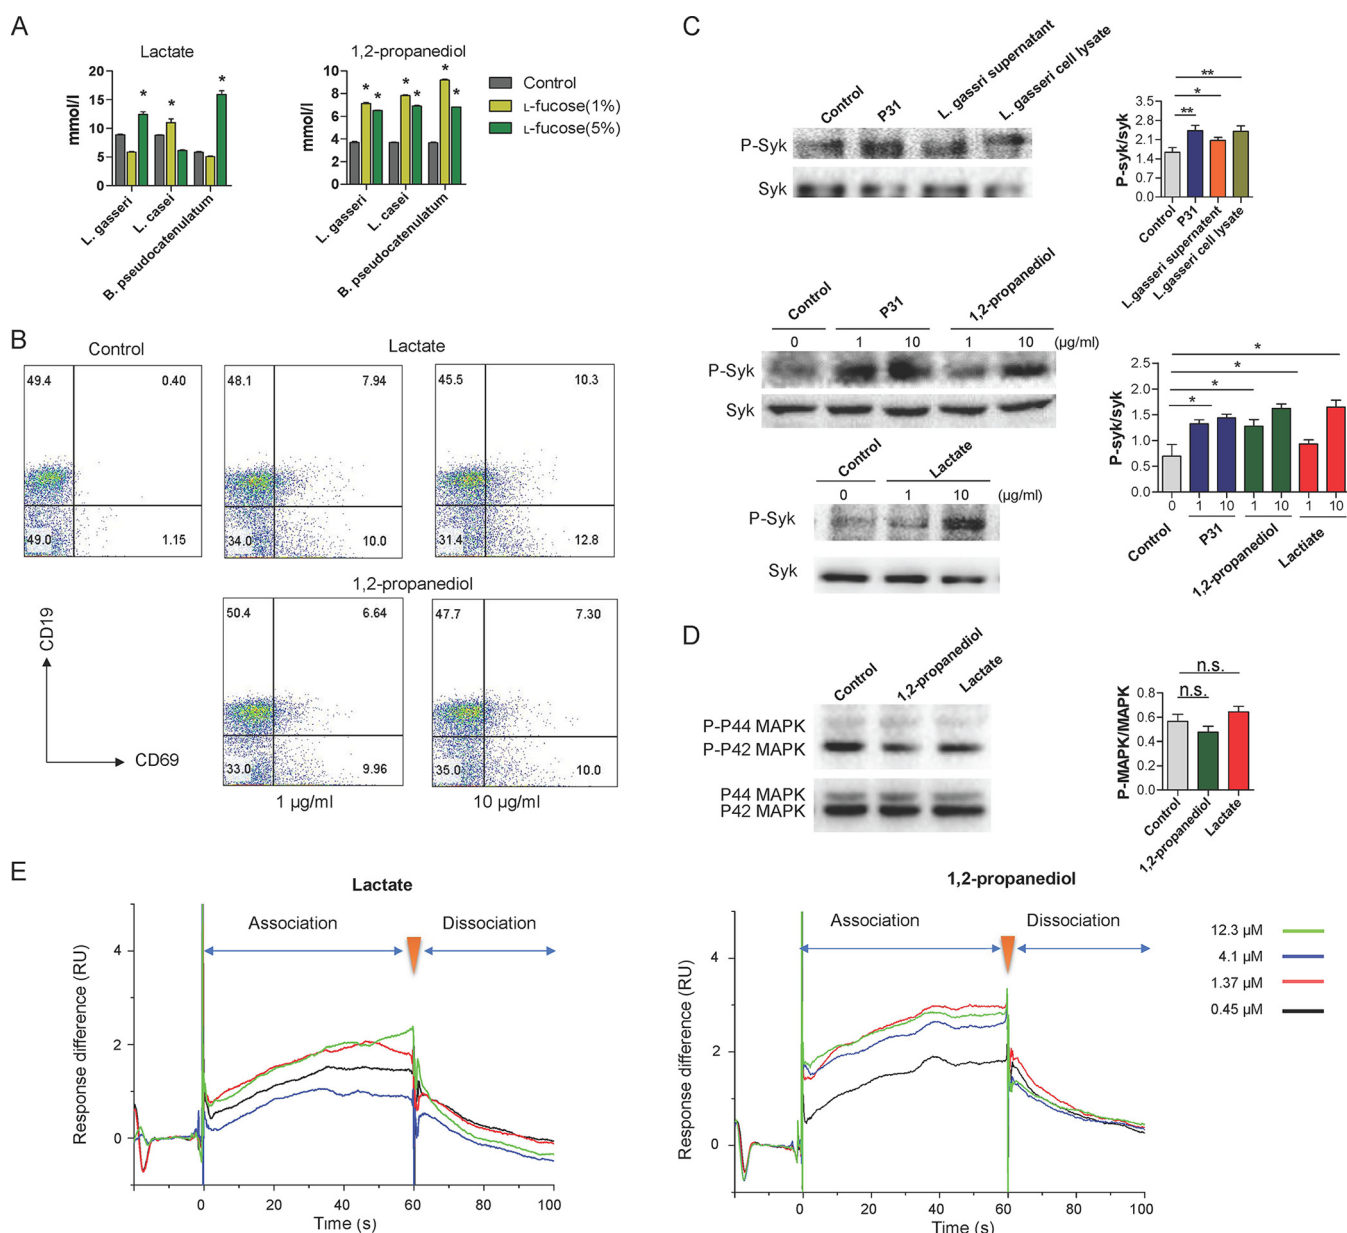 A
Lactate
mmol/l
20
15
10
5
0
L. gasseri
L. casei
B. pseudocatenulatum
1,2-propanediol
mmol/l
10
8
6
4
2
0
L. gasseri
L. casei
B. pseudocatenulatum
Control
L-fucose(1%)
L-fucose(5%)
* * *
* * * * * *
B
Control
Lactate
49.4 0.40
49.0 1.15
48.1 7.94
34.0 10.0
45.5 10.3
31.4 12.8
1,2-propanediol
50.4 6.64
33.0 9.96
47.7 7.30
35.0 10.0
CD19
CD69
1 µg/ml
10 µg/ml
C
Control
P31
L. gassri supernatant
L. gasseri cell lysate
P-Syk
Syk
P-syk/syk
3.5
2.8
2.1
1.4
0.7
0.0
**
*
**
Control
P31
L.gasseri supernatent
L.gasseri cell lysate
Control
P31
1,2-propanediol
0 1 10 1 10 (µg/ml)
P-Syk
Syk
Control
Lactate
0 1 10 (µg/ml)
P-Syk
Syk
P-syk/syk
2.5
2.0
1.5
1.0
0.5
0.0
*
*
*
*
0 1 10 1 10 1 10
Control
P31
1,2-propanediol
Lactiate
D
Control
1,2-propanediol
Lactate
P-P44 MAPK
P-P42 MAPK
P44 MAPK
P42 MAPK
P-MAPK/MAPK
0.8
0.6
0.4
0.2
0.0
n.s.
n.s.
Control
1,2-propanediol
Lactate
E
Lactate
Association
Dissociation
Response difference (RU)
4
2
0
0 20 40 60 80 100
Time (s)
1,2-propanediol
Association
Dissociation
Response difference (RU)
4
2
0
0 20 40 60 80 100
Time (s)
12.3 µM
4.1 µM
1.37 µM
0.45 µM